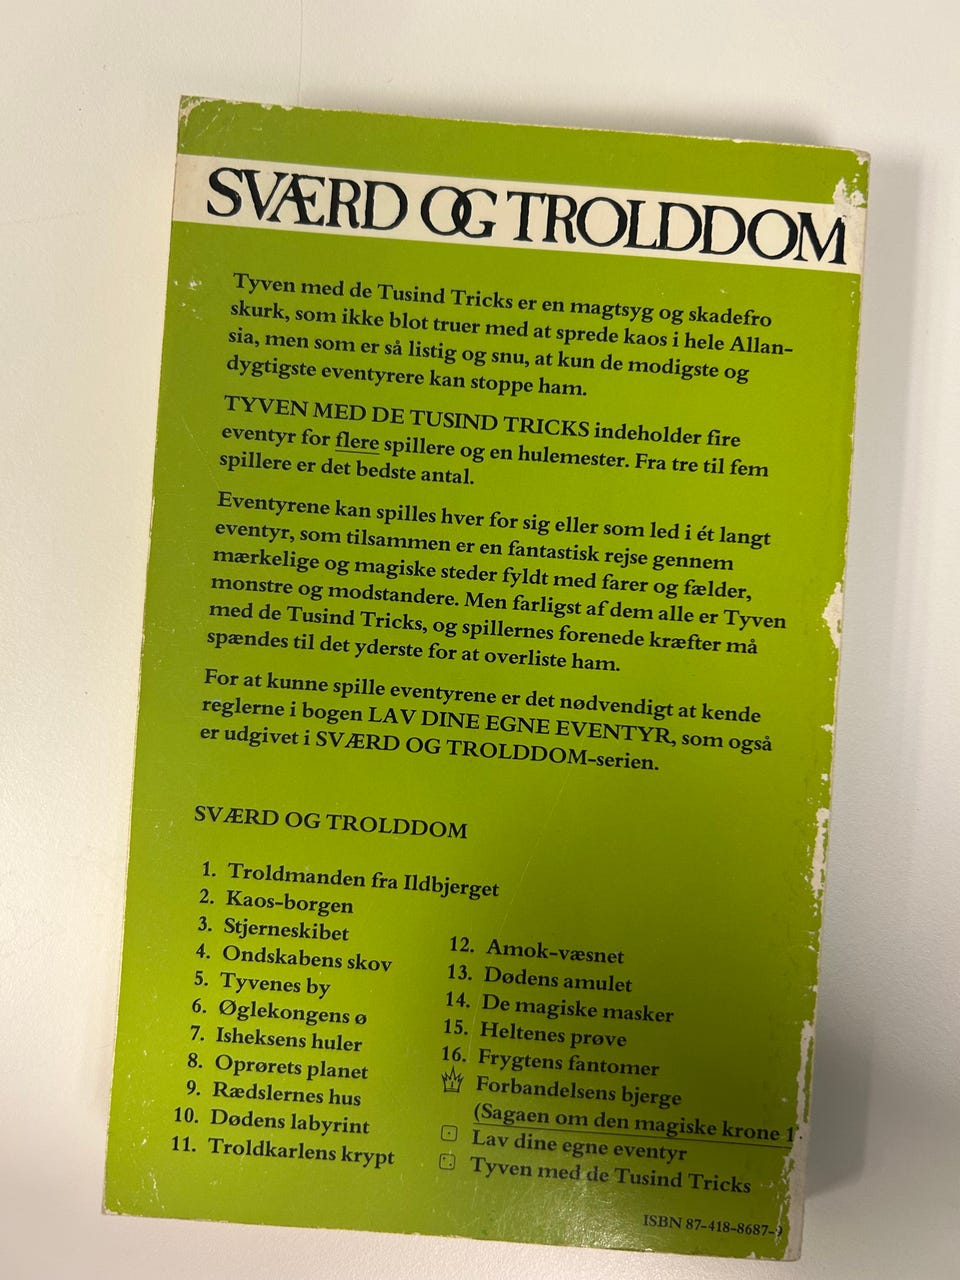 SVÆRD OG TROLDDOM
Tyven med de Tusind Tricks er en magtsyg og skadefro
skurk, som ikke blot truer med at sprede kaos i hele Allan-
sia, men som er så listig og snu, at kun de modigste og
dygtigste eventyrere kan stoppe ham.
TYVEN MED DE TUSIND TRICKS indeholder fire
eventyr for flere spillere og en hulemester. Fra tre til fem
spillere er det bedste antal.
Eventyrene kan spilles hver for sig eller som led i ét langt
eventyr, som tilsammen er en fantastisk rejse gennem
mærkelige og magiske steder fyldt med farer og fælder,
monstre og modstandere. Men farligst af dem alle er Tyven
med de Tusind Tricks, og spillernes forenede kræfter må
spændes til det yderste for at overliste ham.
For at kunne spille eventyrene er det nødvendigt at kende
reglerne i bogen LAV DINE EGNE EVENTYR, som også
er udgivet i SVÆRD OG TROLDDOM-serien.
SVÆRD OG TROLDDOM
1. Troldmanden fra Ildbjerget
2. Kaos-borgen
3. Stjerneskibet
4. Ondskabens skov
5. Tyvenes by
6. Øglekongens ø
7. Isheksens huler
8. Oprørets planet
9. Rædslernes hus
10. Dødens labyrint
11. Troldkarlens krypt
12. Amok-væsnet
13. Dødens amulet
14. De magiske masker
15. Heltenes prøve
16. Frygtens fantomer
Forbandelsens bjerge
(Sagaen om den magiske krone 1
Lav dine egne eventyr
Tyven med de Tusind Tricks
ISBN 87-418-8687-9